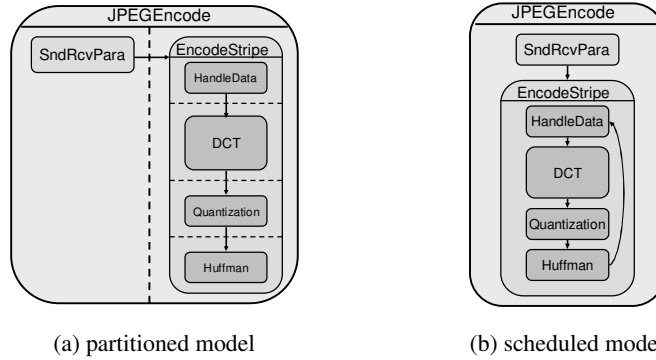 JPEGEncode
SndRcvPara
EncodeStripe
HandleData
DCT
Quantization
Huffman
(a) partitioned model
JPEGEncode
SndRcvPara
EncodeStripe
HandleData
DCT
Quantization
Huffman
(b) scheduled mode